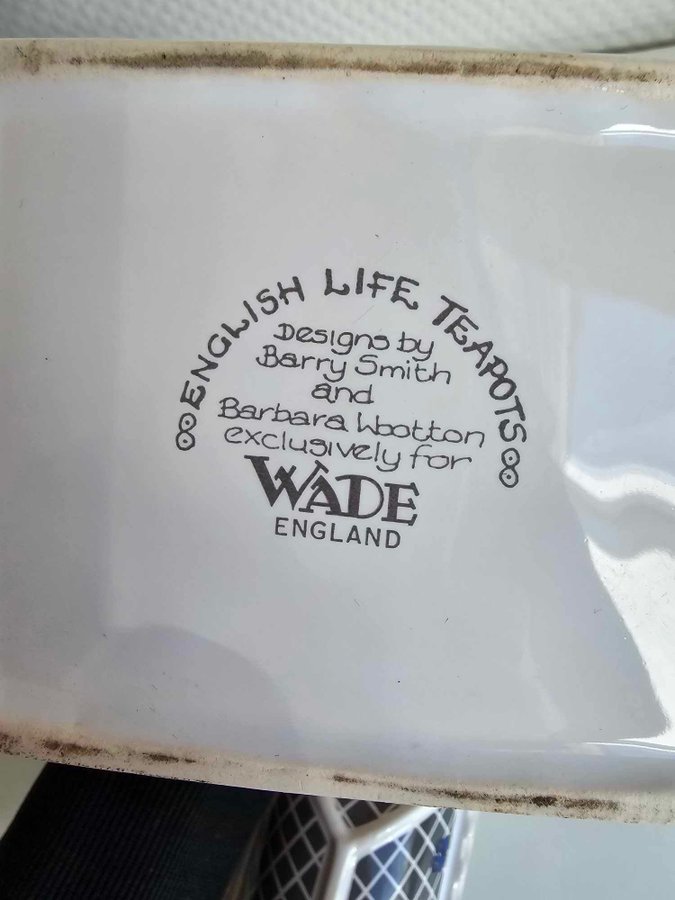 ENGLISH LIFE TEAPOTS
Designs by
Barry Smith
and
Barbara Wootton
exclusively for
WADE
ENGLAND